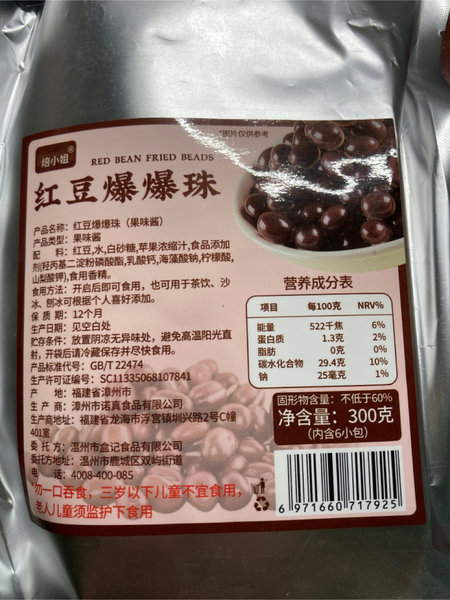 *图片仅供参考
焙小姐®
RED BEAN FRIED BEADS
红豆爆爆珠
产品名称：红豆爆爆珠（果味酱）
产品类型：果味酱
配 料：红豆,水,白砂糖,苹果浓缩汁,食品添加
剂(羟丙基二淀粉磷酸酯,乳酸钙,海藻酸钠,柠檬酸,
山梨酸钾),食用香精。
食用方法：开启后即可食用，也可用于茶饮、沙
冰、刨冰可根据个人喜好添加。
保 质 期：12个月
生产日期：见空白处
贮存条件：放置阴凉无异味处，避免高温阳光直
射，开袋后请冷藏保存并尽快食用。
产品标准代号：GB/T 22474
生产许可证编号：SC11335068107841
产 地：福建省漳州市
生 产 商：漳州市诺真食品有限公司
生产商地址：福建省龙海市浮宫镇圳兴路2号C幢
401室
委 托 方：温州市盒记食品有限公司
地 址：温州市鹿城区双屿街道
电 话：4008-400-085
*勿一口吞食，三岁以下儿童不宜食用，
老人儿童须监护下食用
营养成分表
项目 每100克 NRV%
能量 522千焦 6%
蛋白质 1.3克 2%
脂肪 0克 0%
碳水化合物 29.4克 10%
钠 25毫克 1%
固形物含量：不低于60%
净含量：300克
（内含6小包）
6 971660 717925